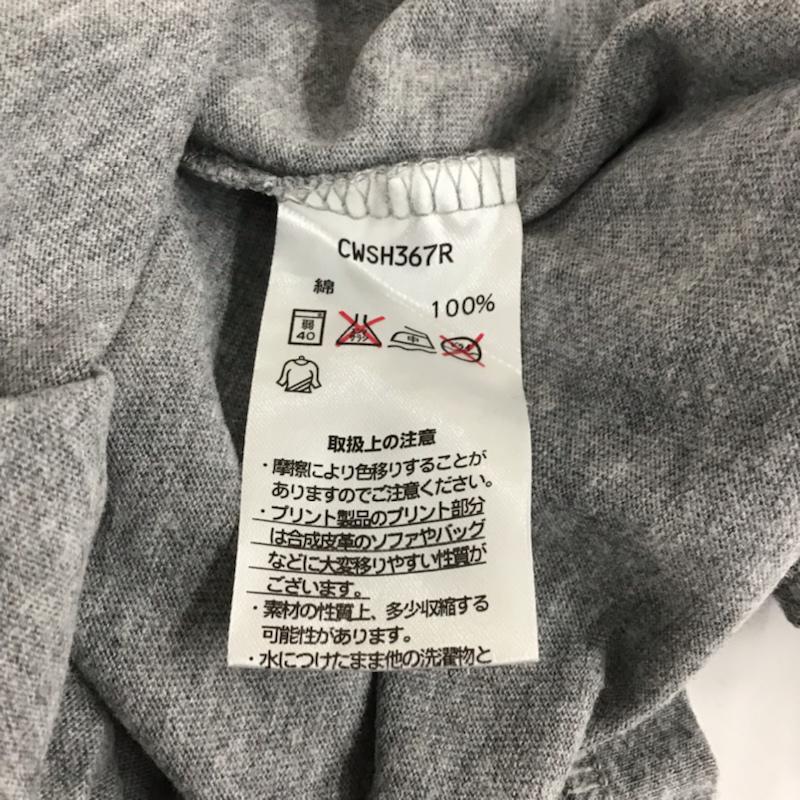 CWSH367R
綿
100%
弱
40
中
取扱上の注意
・摩擦により色移りすることが
ありますのでご注意ください。
・プリント製品のプリント部分
は合成皮革のソファやバッグ
などに大変移りやすい性質が
ございます。
・素材の性質上、多少収縮する
可能性があります。
・水につけたまま他の洗濯物と